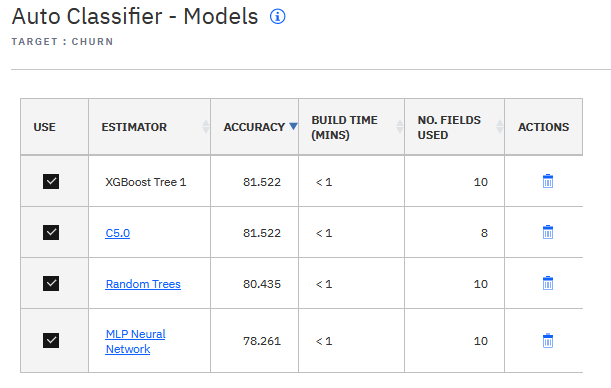 Auto Classifier - Models
TARGET : CHURN
USE ESTIMATOR ACCURACY BUILD TIME (MINS) NO. FIELDS USED ACTIONS
XGBoost Tree 1 81.522 < 1 10
C5.0 81.522 < 1 8
Random Trees 80.435 < 1 10
MLP Neural Network 78.261 < 1 10